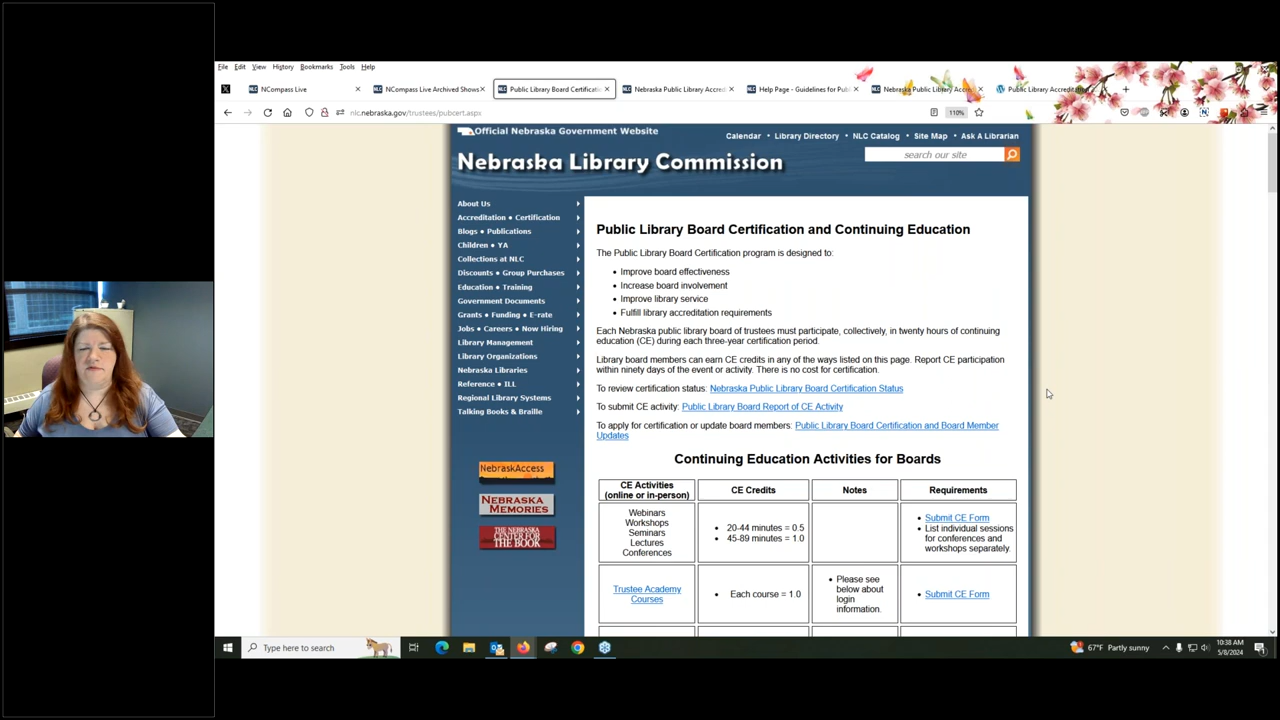 File Edit View History Bookmarks Tools Help
NCompass Live
NCompass Live Archived Shows
Public Library Board Certificatio
Nebraska Public Library Accred
Help Page - Guidelines for Publ
Nebraska Public Library Accre
Public Library Accreditation
nlc.nebraska.gov/trustees/pubcert.aspx
110%
Official Nebraska Government Website
Calendar • Library Directory • NLC Catalog • Site Map • Ask A Librarian
Nebraska Library Commission
search our site
About Us
Accreditation • Certification
Blogs • Publications
Children • YA
Collections at NLC
Discounts • Group Purchases
Education • Training
Government Documents
Grants • Funding • E-rate
Jobs • Careers • Now Hiring
Library Management
Library Organizations
Nebraska Libraries
Reference • ILL
Regional Library Systems
Talking Books & Braille
NebraskAccess
NEBRASKA
MEMORIES
THE NEBRASKA
CENTER FOR
THE BOOK
Public Library Board Certification and Continuing Education
The Public Library Board Certification program is designed to:
• Improve board effectiveness
• Increase board involvement
• Improve library service
• Fulfill library accreditation requirements
Each Nebraska public library board of trustees must participate, collectively, in twenty hours of continuing
education (CE) during each three-year certification period.
Library board members can earn CE credits in any of the ways listed on this page. Report CE participation
within ninety days of the event or activity. There is no cost for certification.
To review certification status: Nebraska Public Library Board Certification Status
To submit CE activity: Public Library Board Report of CE Activity
To apply for certification or update board members: Public Library Board Certification and Board Member
Updates
Continuing Education Activities for Boards
CE Activities
(online or in-person)
CE Credits
Notes
Requirements
Webinars
Workshops
Seminars
Lectures
Conferences
• 20-44 minutes = 0.5
• 45-89 minutes = 1.0
• Submit CE Form
• List individual sessions
for conferences and
workshops separately.
Trustee Academy
Courses
• Each course = 1.0
• Please see
below about
login
information.
• Submit CE Form
Type here to search
67°F Partly sunny
10:38 AM
5/8/2024